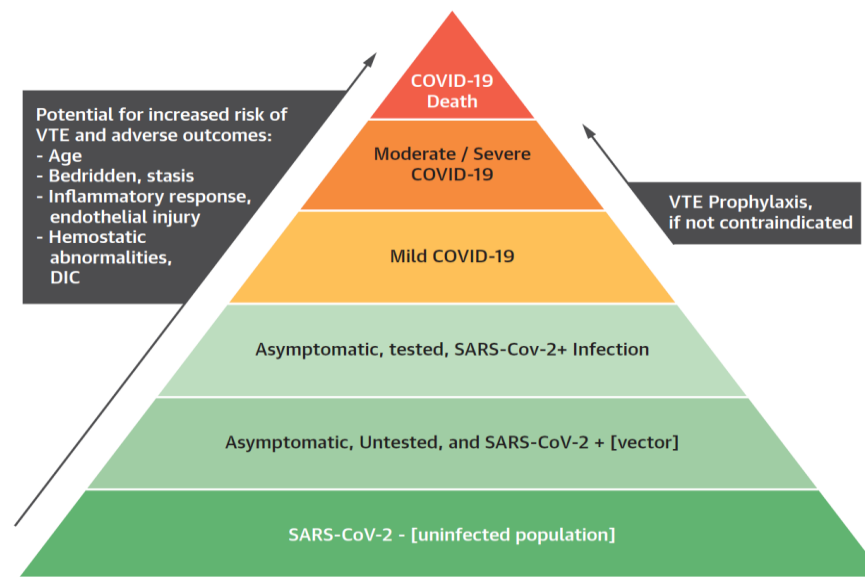 COVID-19
Death
Potential for increased risk of
VTE and adverse outcomes:
- Age
- Bedridden, stasis
- Inflammatory response,
endothelial injury
- Hemostatic
abnormalities,
DIC
Moderate / Severe
COVID-19
VTE Prophylaxis,
if not contraindicated
Mild COVID-19
Asymptomatic, tested, SARS-Cov-2+ Infection
Asymptomatic, Untested, and SARS-CoV-2 + [vector]
SARS-CoV-2 - [uninfected population]